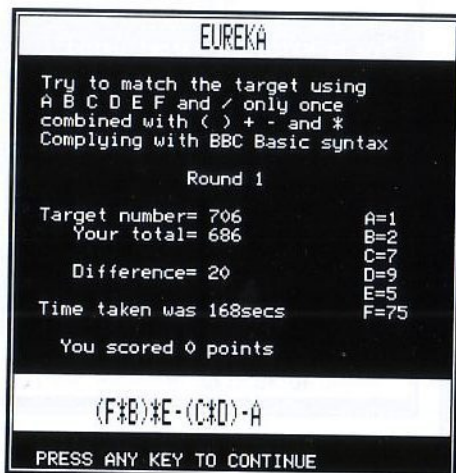 EUREKA
Try to match the target using
A B C D E F and / only once
combined with ( ) + - and *
Complying with BBC Basic syntax
Round 1
Target number= 706 A=1
Your total= 686 B=2
C=7
Difference= 20 D=9
E=5
Time taken was 168secs F=75
You scored 0 points
(F*B)*E-(C*D)-A
PRESS ANY KEY TO CONTINUE